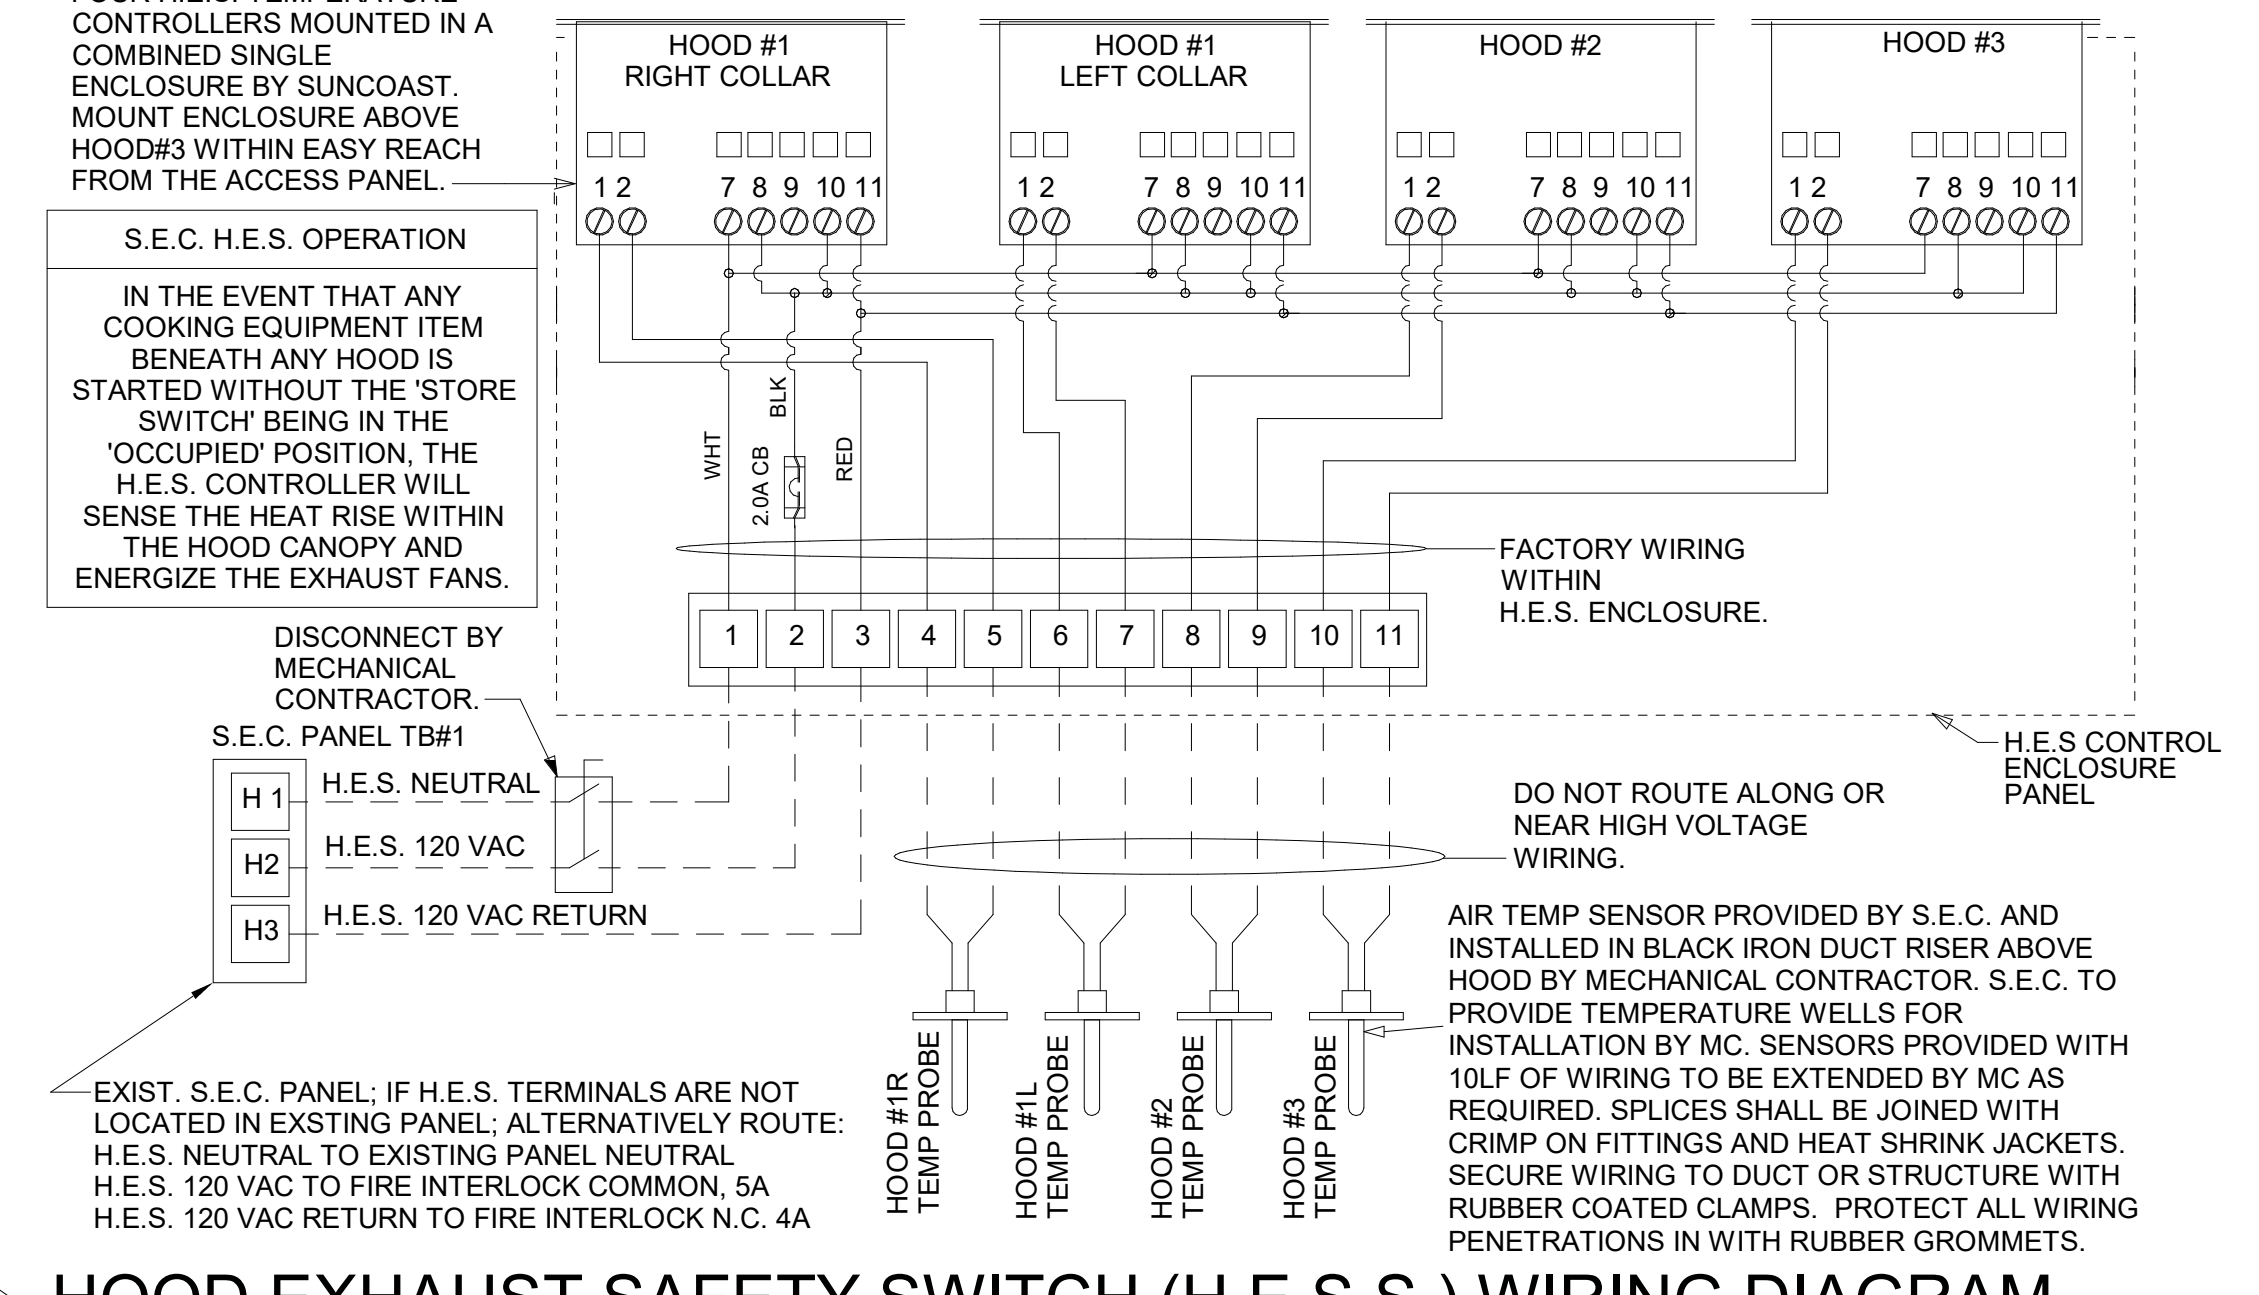 CONTROLLERS MOUNTED IN A
COMBINED SINGLE
ENCLOSURE BY SUNCOAST.
MOUNT ENCLOSURE ABOVE
HOOD#3 WITHIN EASY REACH
FROM THE ACCESS PANEL.
HOOD #1
RIGHT COLLAR
1 2 7 8 9 10 11
HOOD #1
LEFT COLLAR
1 2 7 8 9 10 11
HOOD #2
1 2 7 8 9 10 11
HOOD #3
1 2 7 8 9 10 11
S.E.C. H.E.S. OPERATION
IN THE EVENT THAT ANY
COOKING EQUIPMENT ITEM
BENEATH ANY HOOD IS
STARTED WITHOUT THE 'STORE
SWITCH' BEING IN THE
'OCCUPIED' POSITION, THE
H.E.S. CONTROLLER WILL
SENSE THE HEAT RISE WITHIN
THE HOOD CANOPY AND
ENERGIZE THE EXHAUST FANS.
WHT
BLK
2.0A CB
RED
FACTORY WIRING
WITHIN
H.E.S. ENCLOSURE.
1 2 3 4 5 6 7 8 9 10 11
DISCONNECT BY
MECHANICAL
CONTRACTOR.
S.E.C. PANEL TB#1
H 1
H.E.S. NEUTRAL
H2
H.E.S. 120 VAC
H3
H.E.S. 120 VAC RETURN
H.E.S CONTROL
ENCLOSURE
PANEL
DO NOT ROUTE ALONG OR
NEAR HIGH VOLTAGE
WIRING.
AIR TEMP SENSOR PROVIDED BY S.E.C. AND
INSTALLED IN BLACK IRON DUCT RISER ABOVE
HOOD BY MECHANICAL CONTRACTOR. S.E.C. TO
PROVIDE TEMPERATURE WELLS FOR
INSTALLATION BY MC. SENSORS PROVIDED WITH
10LF OF WIRING TO BE EXTENDED BY MC AS
REQUIRED. SPLICES SHALL BE JOINED WITH
CRIMP ON FITTINGS AND HEAT SHRINK JACKETS.
SECURE WIRING TO DUCT OR STRUCTURE WITH
RUBBER COATED CLAMPS. PROTECT ALL WIRING
PENETRATIONS IN WITH RUBBER GROMMETS.
HOOD #1R
TEMP PROBE
HOOD #1L
TEMP PROBE
HOOD #2
TEMP PROBE
HOOD #3
TEMP PROBE
EXIST. S.E.C. PANEL; IF H.E.S. TERMINALS ARE NOT
LOCATED IN EXSTING PANEL; ALTERNATIVELY ROUTE:
H.E.S. NEUTRAL TO EXISTING PANEL NEUTRAL
H.E.S. 120 VAC TO FIRE INTERLOCK COMMON, 5A
H.E.S. 120 VAC RETURN TO FIRE INTERLOCK N.C. 4A
HOOD EXHAUST SAFETY SWITCH (H.E.S.S.) WIRING DIAGRAM